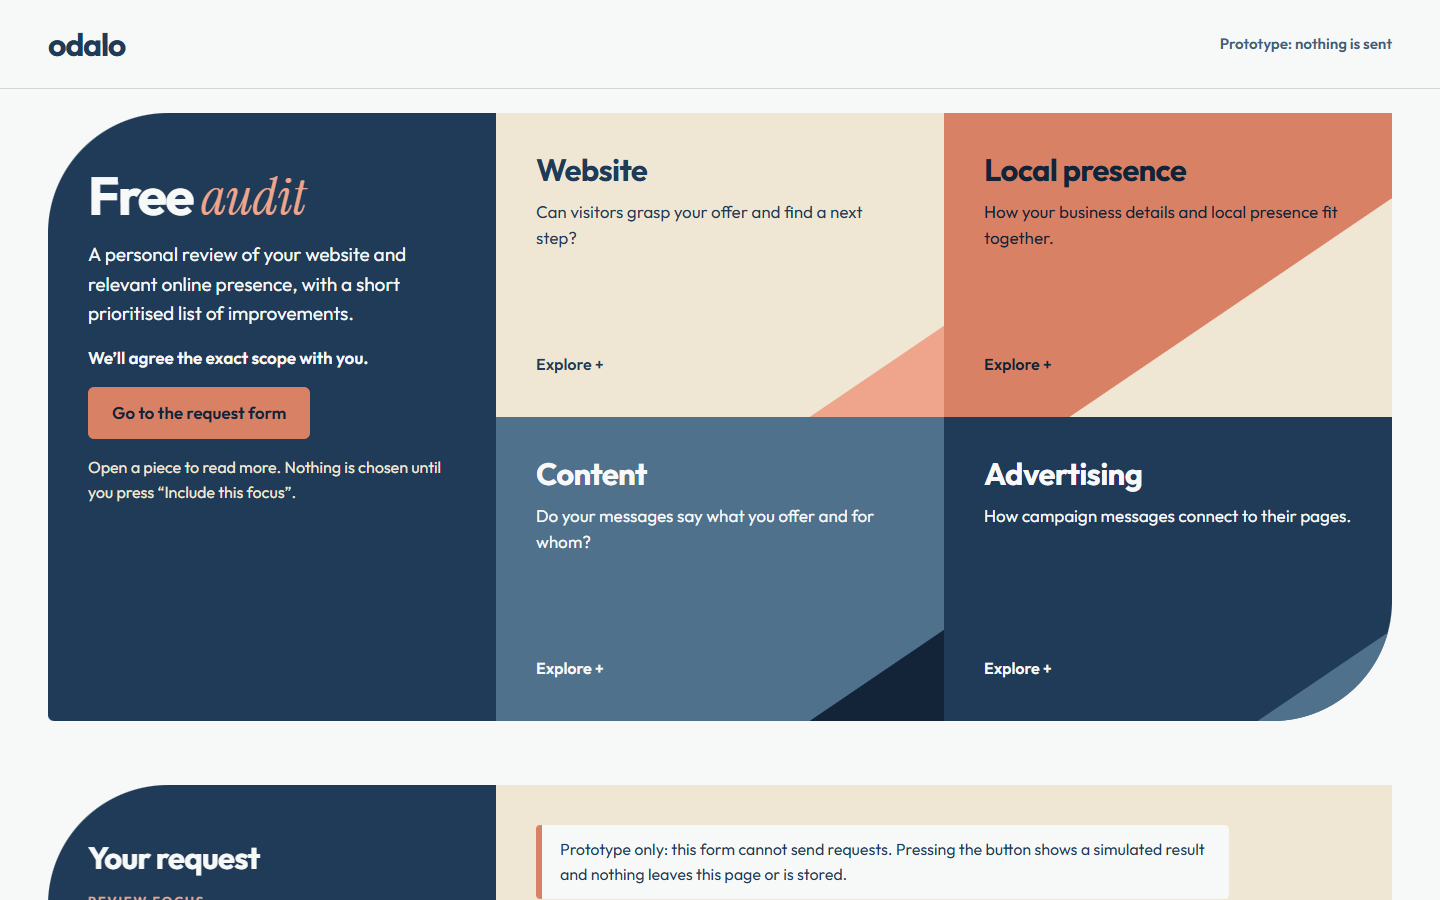 odalo
Prototype: nothing is sent
Free audit
A personal review of your website and
relevant online presence, with a short
prioritised list of improvements.
We’ll agree the exact scope with you.
Go to the request form
Open a piece to read more. Nothing is chosen until
you press “Include this focus”.
Website
Can visitors grasp your offer and find a next
step?
Explore +
Local presence
How your business details and local presence fit
together.
Explore +
Content
Do your messages say what you offer and for
whom?
Explore +
Advertising
How campaign messages connect to their pages.
Explore +
Your request
REVIEW FOCUS
Prototype only: this form cannot send requests. Pressing the button shows a simulated result
and nothing leaves this page or is stored.